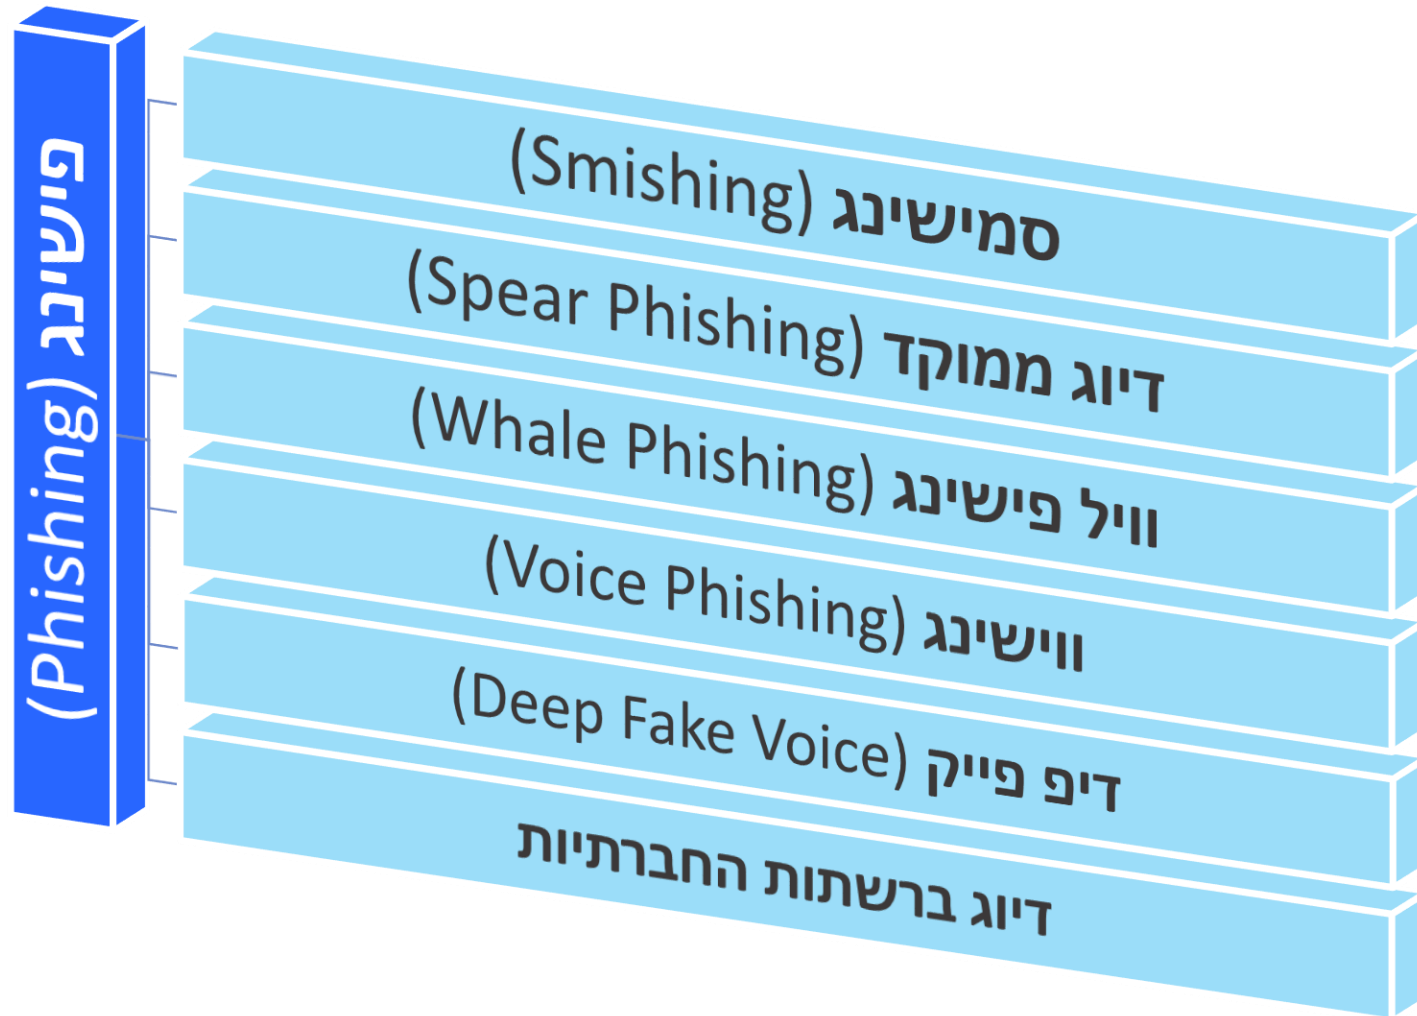 פישינג (Phishing)
סמישינג (Smishing)
דיוג ממוקד (Spear Phishing)
וויל פישינג (Whale Phishing)
ווישינג (Voice Phishing)
דיפ פייק (Deep Fake Voice)
דיוג ברשתות החברתיות